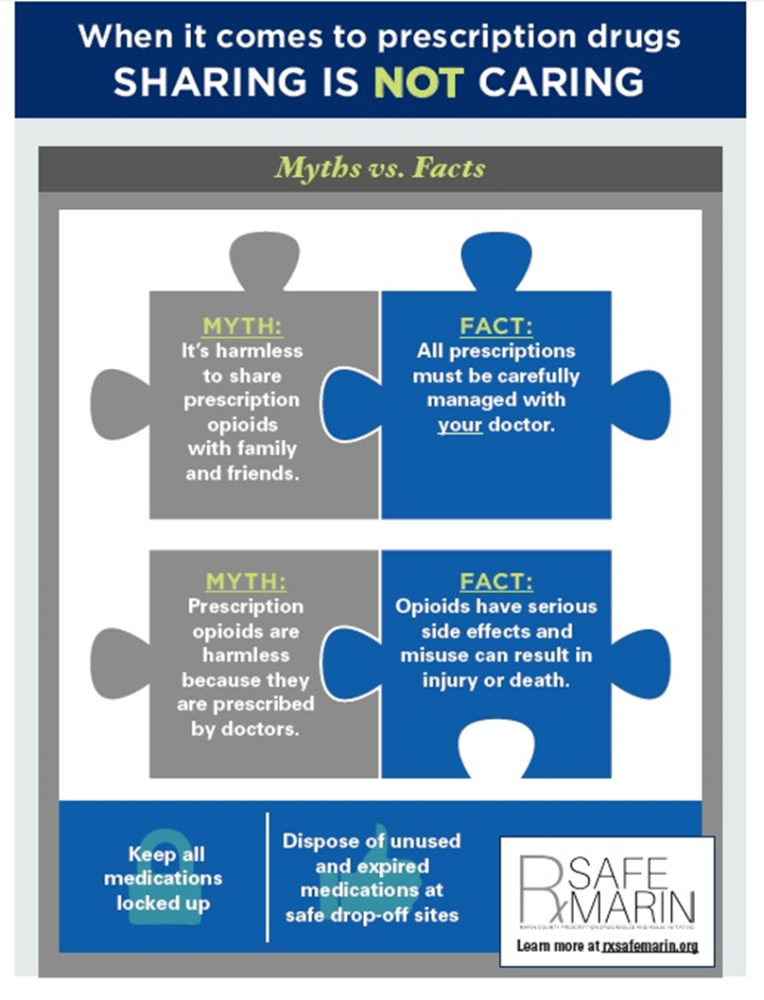 When it comes to prescription drugs
SHARING IS NOT CARING
Myths vs. Facts
MYTH:
It's harmless
to share
prescription
opioids
with family
and friends.
FACT:
All prescriptions
must be carefully
managed with
your doctor.
MYTH:
Prescription
opioids are
harmless
because they
are prescribed
by doctors.
FACT:
Opioids have serious
side effects and
misuse can result in
injury or death.
Keep all
medications
locked up
Dispose of unused
and expired
medications at
safe drop-off sites
Rx SAFE
MARIN
Learn more at rxsafemarin.org